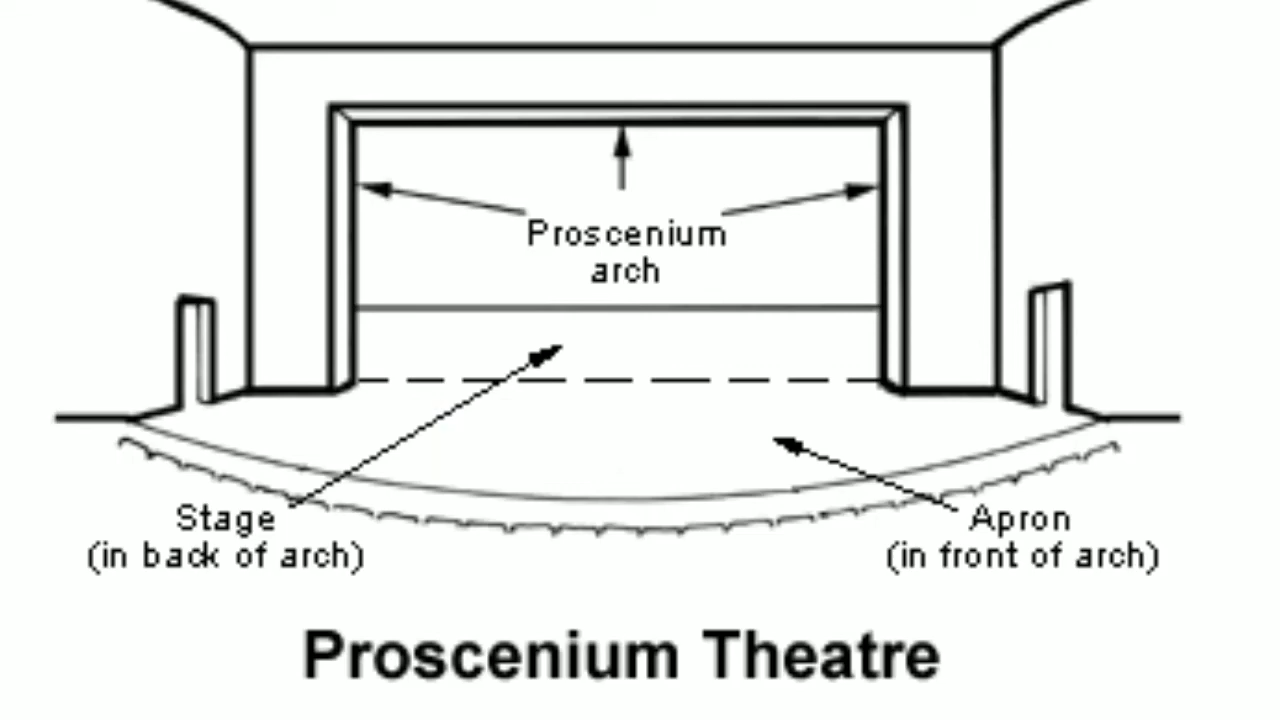 Proscenium
arch
Stage
(in back of arch)
Apron
(in front of arch)
Proscenium Theatre